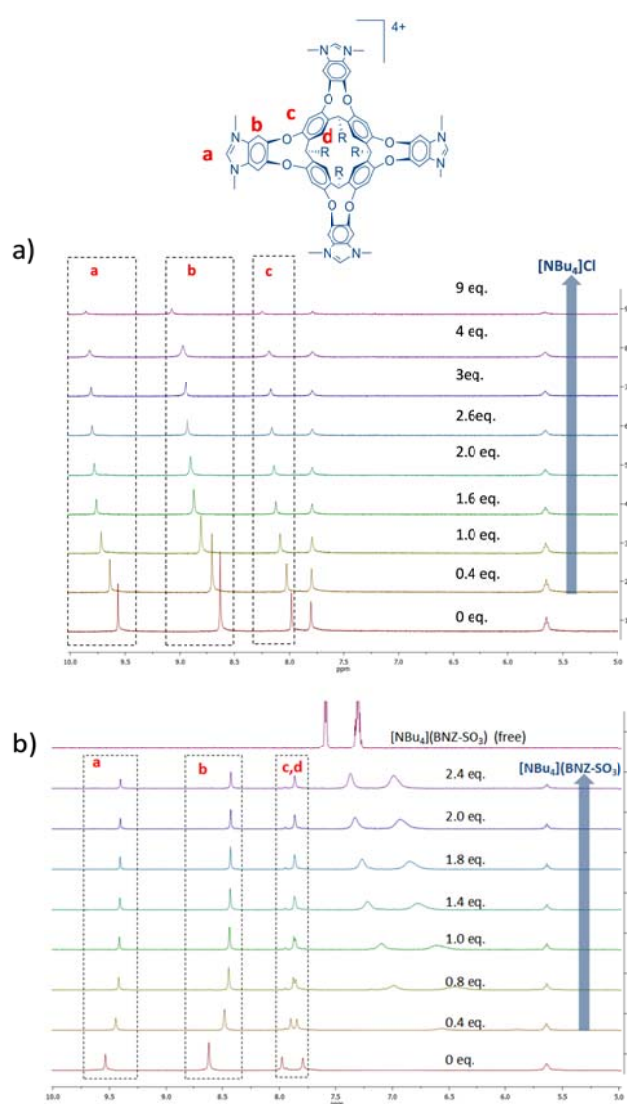 4+
N
N
O
O
c
b
d
a
N
N
O
O
R
R
R
R
O
O
N
N
O
O
N
N
a)
a
b
c
[NBu4]Cl
9 eq.
4 eq.
3eq.
2.6eq.
2.0 eq.
1.6 eq.
1.0 eq.
0.4 eq.
0 eq.
10.0 9.5 9.0 8.5 8.0 7.5 7.0 6.5 6.0 5.5 5.0
ppm
b)
[NBu4](BNZ-SO3) (free)
a
b
c,d
[NBu4](BNZ-SO3)
2.4 eq.
2.0 eq.
1.8 eq.
1.4 eq.
1.0 eq.
0.8 eq.
0.4 eq.
0 eq.
10.0 9.5 9.0 8.5 8.0 7.5 7.0 6.5 6.0 5.5 5.0